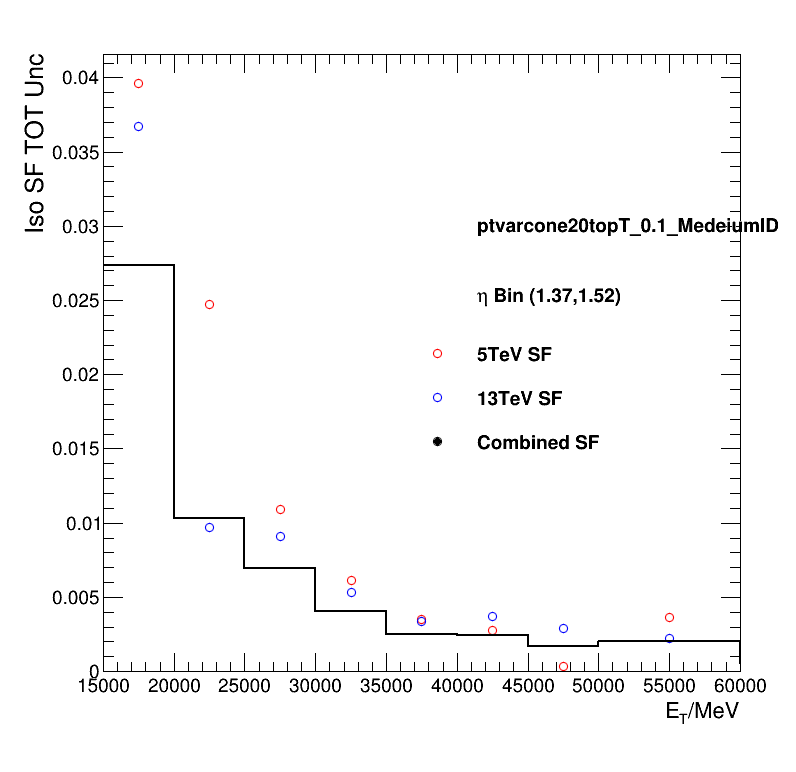 Iso SF TOT Unc
0.04
0.035
0.03
0.025
0.02
0.015
0.01
0.005
0
ptvarcone20topT_0.1_MedeiumID
η Bin (1.37,1.52)
5TeV SF
13TeV SF
Combined SF
15000 20000 25000 30000 35000 40000 45000 50000 55000 60000
E_T/MeV